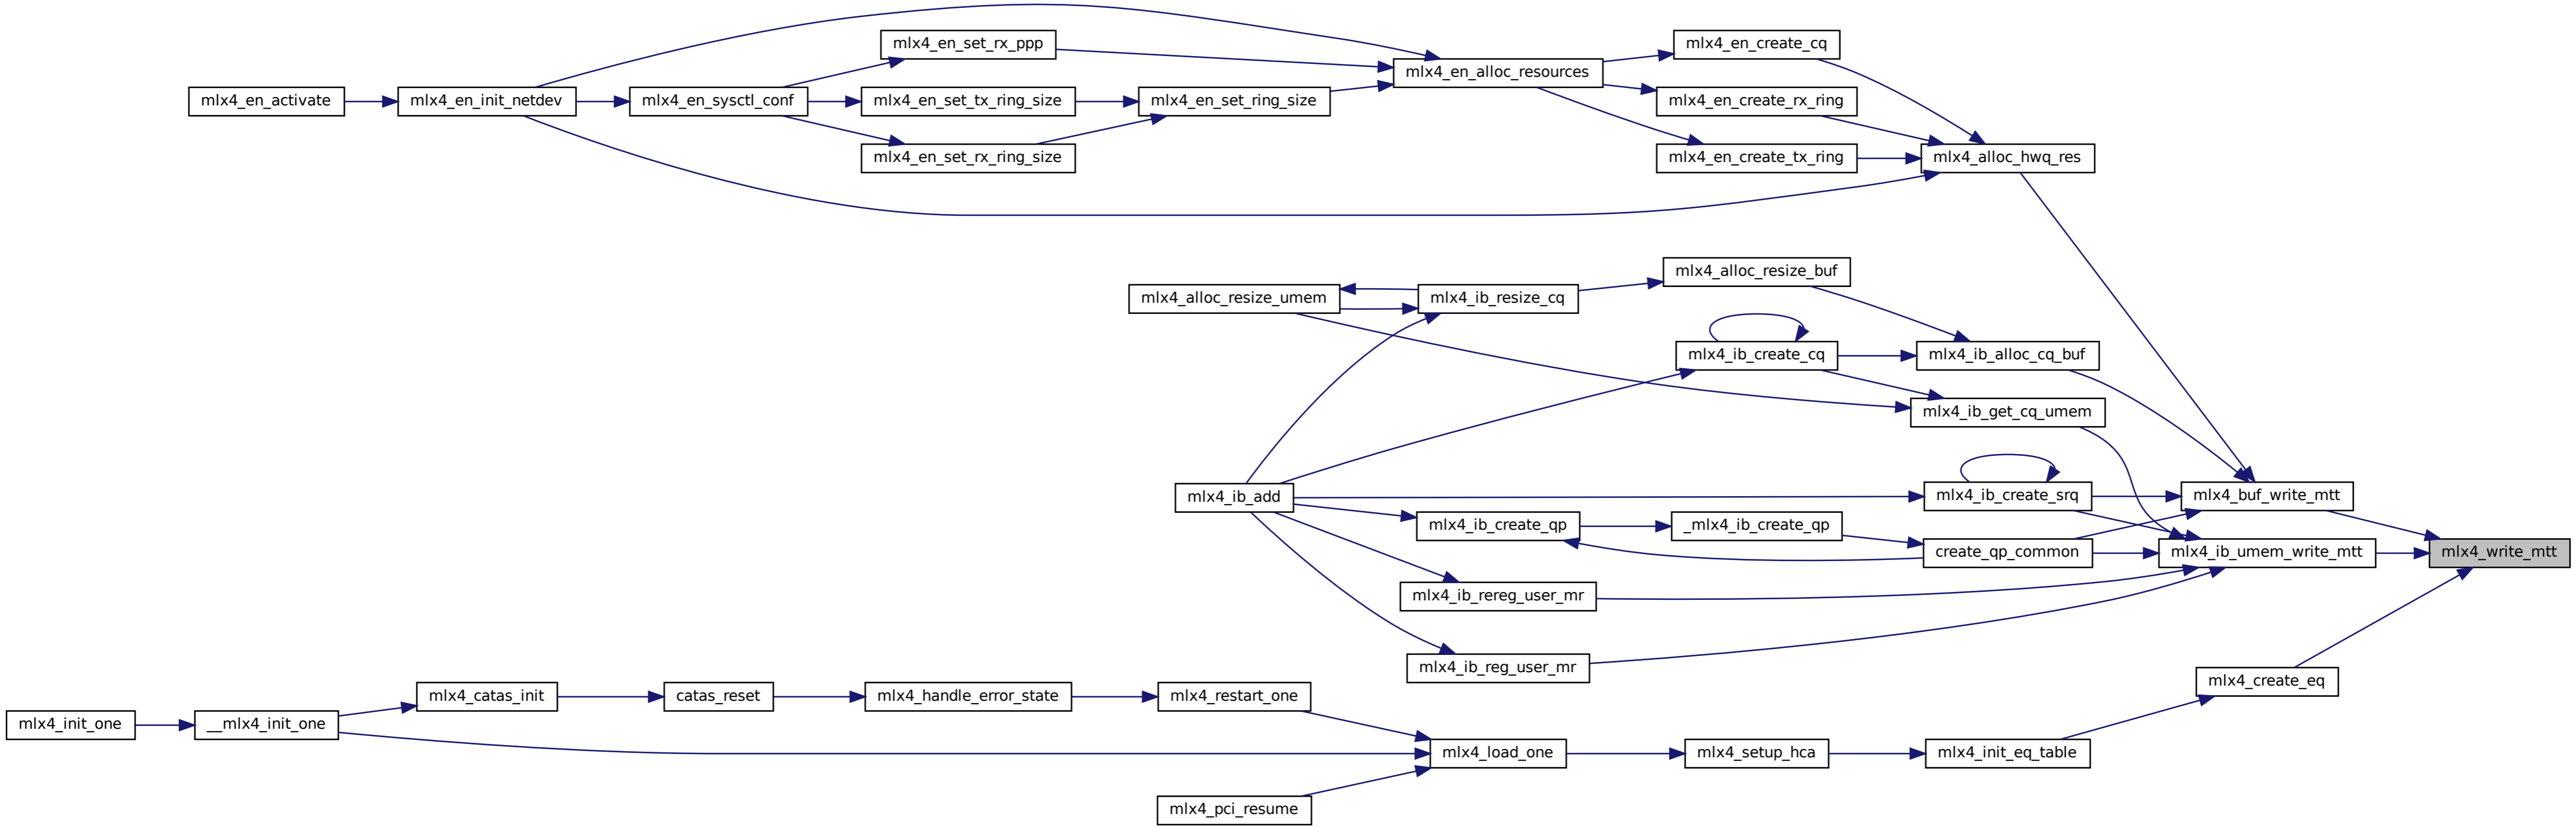 mlx4_en_set_rx_ppp
mlx4_en_create_cq
mlx4_en_alloc_resources
mlx4_en_activate
mlx4_en_init_netdev
mlx4_en_sysctl_conf
mlx4_en_set_tx_ring_size
mlx4_en_set_ring_size
mlx4_en_create_rx_ring
mlx4_en_set_rx_ring_size
mlx4_en_create_tx_ring
mlx4_alloc_hwq_res
mlx4_alloc_resize_buf
mlx4_alloc_resize_umem
mlx4_ib_resize_cq
mlx4_ib_create_cq
mlx4_ib_alloc_cq_buf
mlx4_ib_get_cq_umem
mlx4_ib_add
mlx4_ib_create_srq
mlx4_buf_write_mtt
mlx4_ib_create_qp
_mlx4_ib_create_qp
create_qp_common
mlx4_ib_umem_write_mtt
mlx4_write_mtt
mlx4_ib_rereg_user_mr
mlx4_ib_reg_user_mr
mlx4_create_eq
mlx4_catas_init
catas_reset
mlx4_handle_error_state
mlx4_restart_one
mlx4_init_one
__mlx4_init_one
mlx4_load_one
mlx4_setup_hca
mlx4_init_eq_table
mlx4_pci_resume